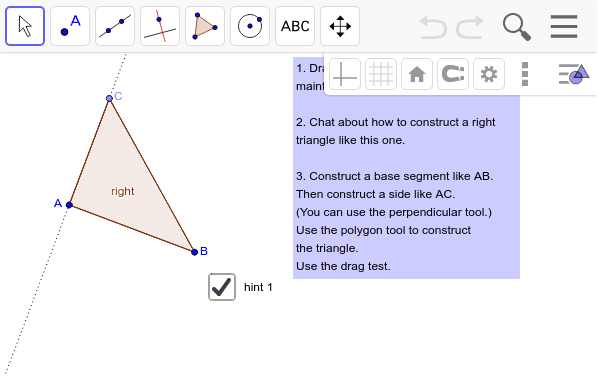 A
ABC
1. Dra
main
2. Chat about how to construct a right
triangle like this one.
3. Construct a base segment like AB.
Then construct a side like AC.
(You can use the perpendicular tool.)
Use the polygon tool to construct
the triangle.
Use the drag test.
C
right
A
B
hint 1